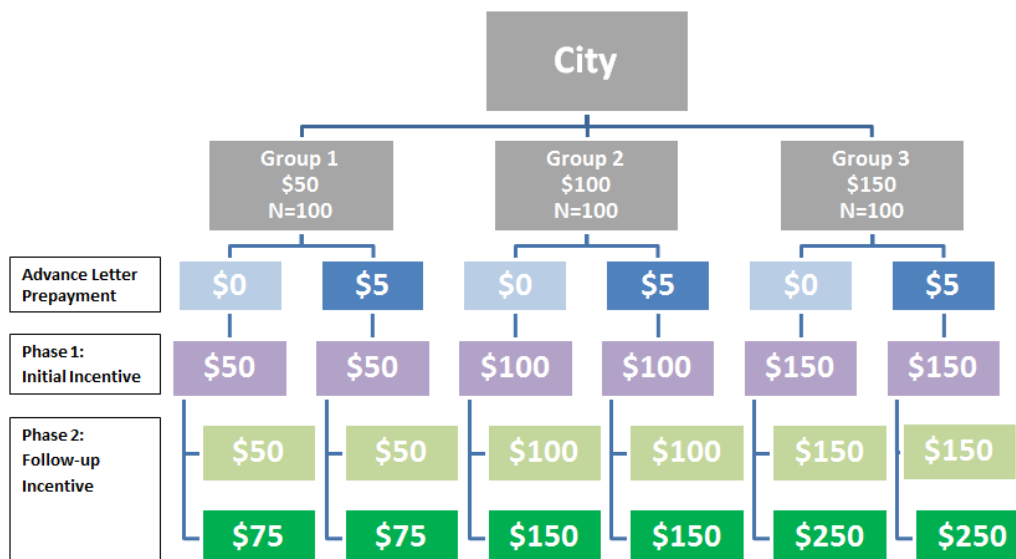 City
Group 1
$50
N=100
Group 2
$100
N=100
Group 3
$150
N=100
Advance Letter
Prepayment
$0
$5
$0
$5
$0
$5
Phase 1:
Initial Incentive
$50
$50
$100
$100
$150
$150
Phase 2:
Follow-up
Incentive
$50
$50
$100
$100
$150
$150
$75
$75
$150
$150
$250
$250